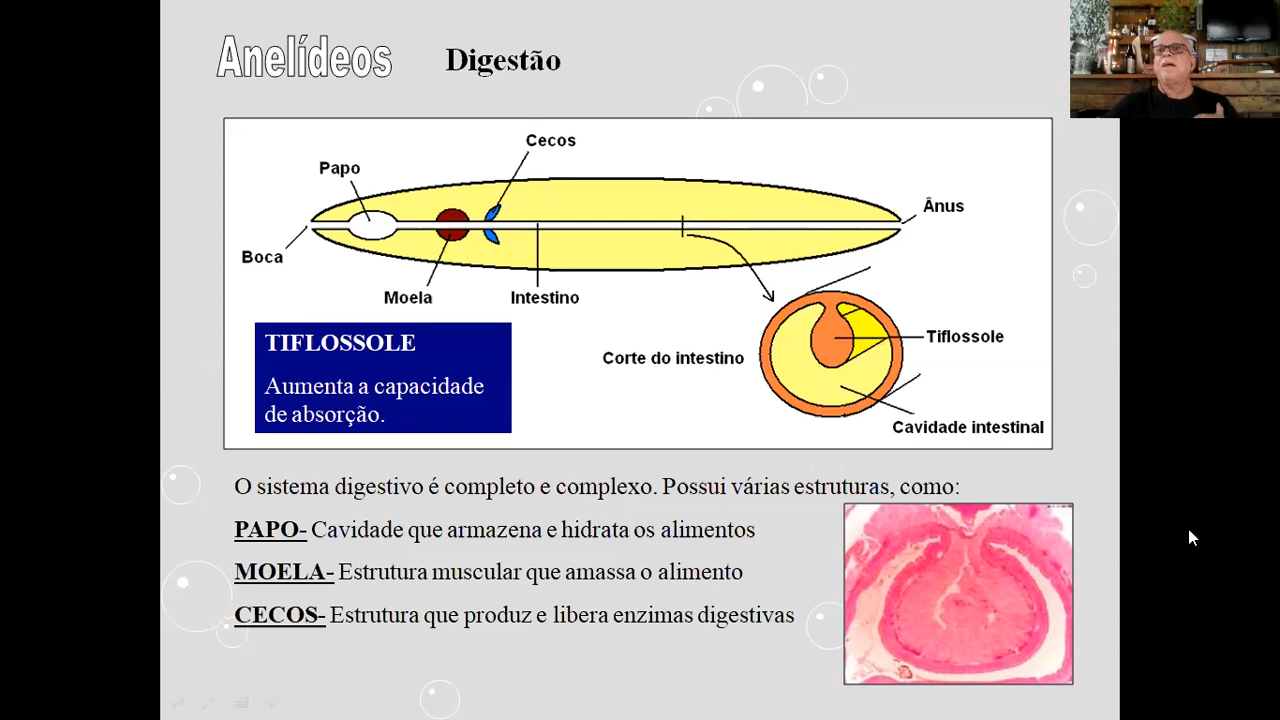 Anelídeos Digestão
Cecos
Papo
Ânus
Boca
Moela Intestino
TIFLOSSOLE
Aumenta a capacidade
de absorção.
Corte do intestino
Tiflossole
Cavidade intestinal
O sistema digestivo é completo e complexo. Possui várias estruturas, como:
PAPO- Cavidade que armazena e hidrata os alimentos
MOELA- Estrutura muscular que amassa o alimento
CECOS- Estrutura que produz e libera enzimas digestivas